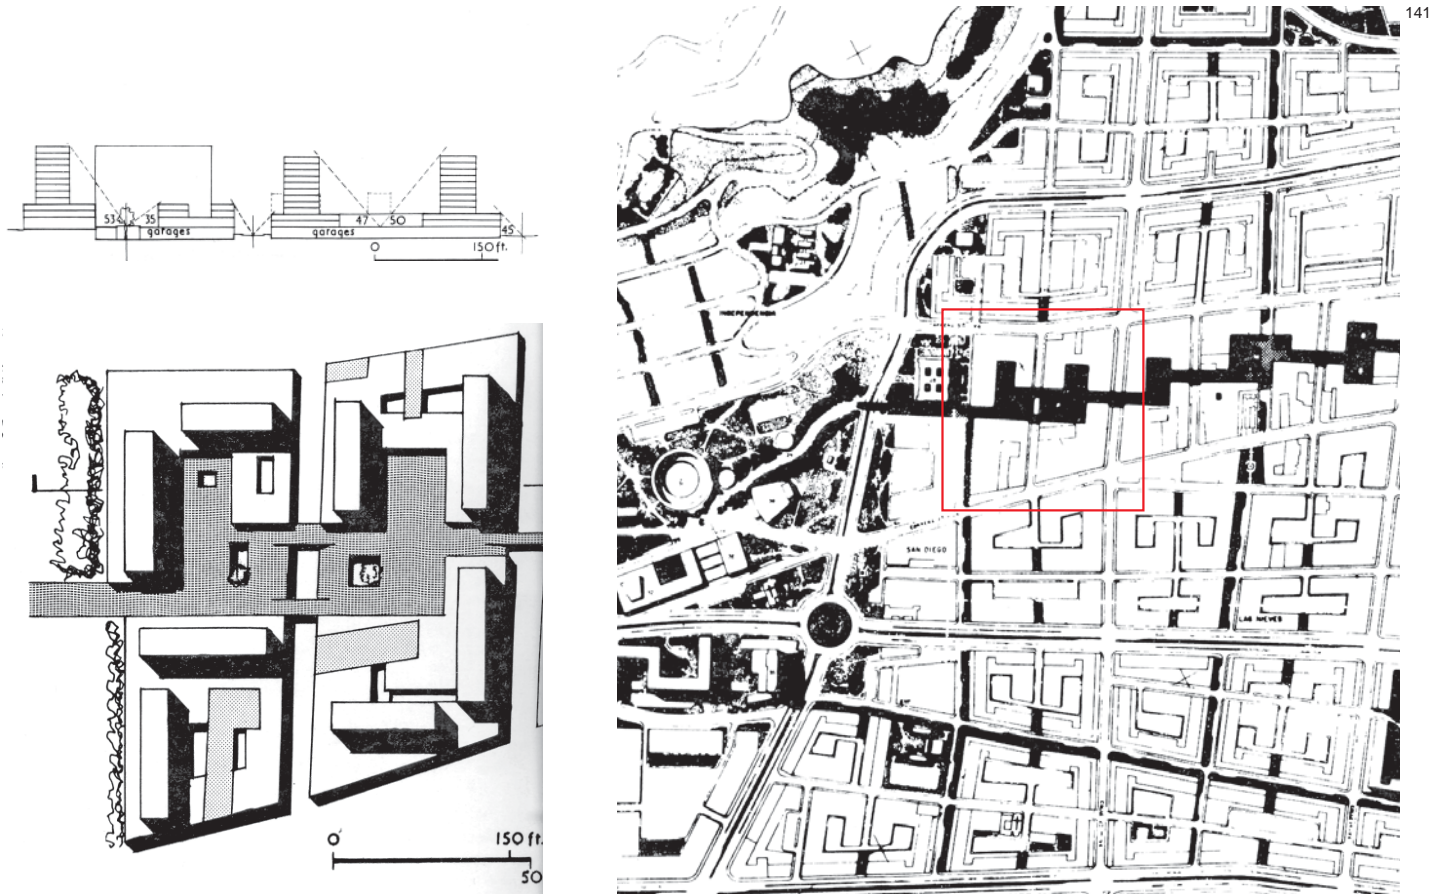 141
53 35
garages
47 50
garages
45
0 150 ft.
INDEPENDENCIA
SAN DIEGO
LAS NIEVES
0 150 ft.
50